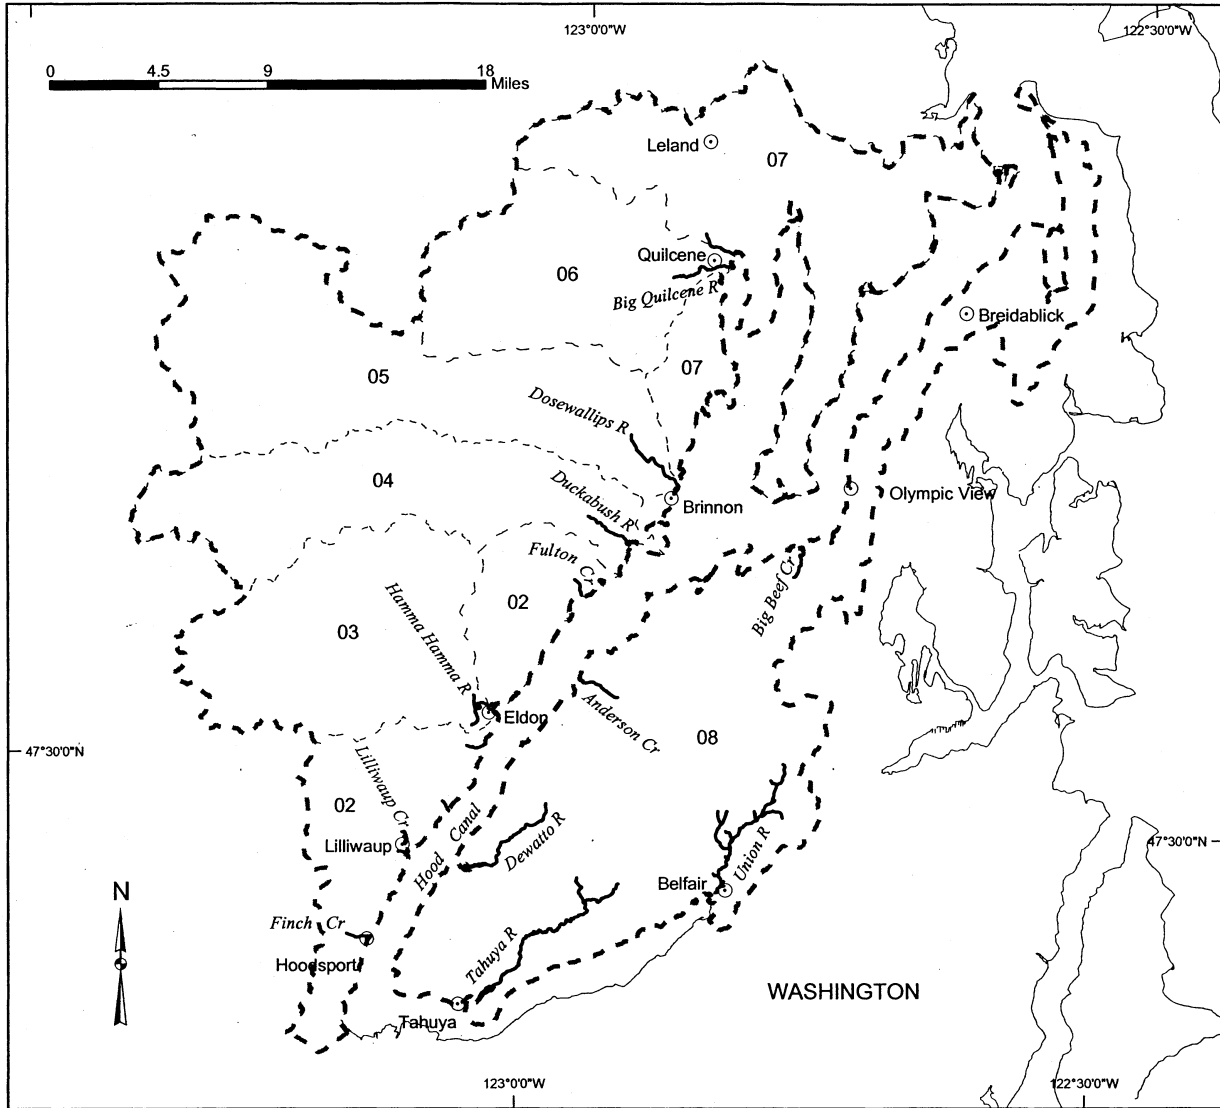 123°0'0"W
122°30'0"W
0 4.5 9 18
Miles
Leland
07
Quilcene
06
Big Quilcene R
Breidablick
07
05
Dosewallips R
04
Duckabush R
Brinnon
Olympic View
Fulton Cr
Big Beef Cr
Hamma Hamma R
02
03
Anderson Cr
Eldon
08
47°30'0"N
Lilliwaup Cr
02
Hood Canal
Lilliwaup
Dewatto R
Union R
47°30'0"N
Belfair
N
Finch Cr
Hoodsport
Tahuya R
WASHINGTON
Tahuya
123°0'0"W
122°30'0"W